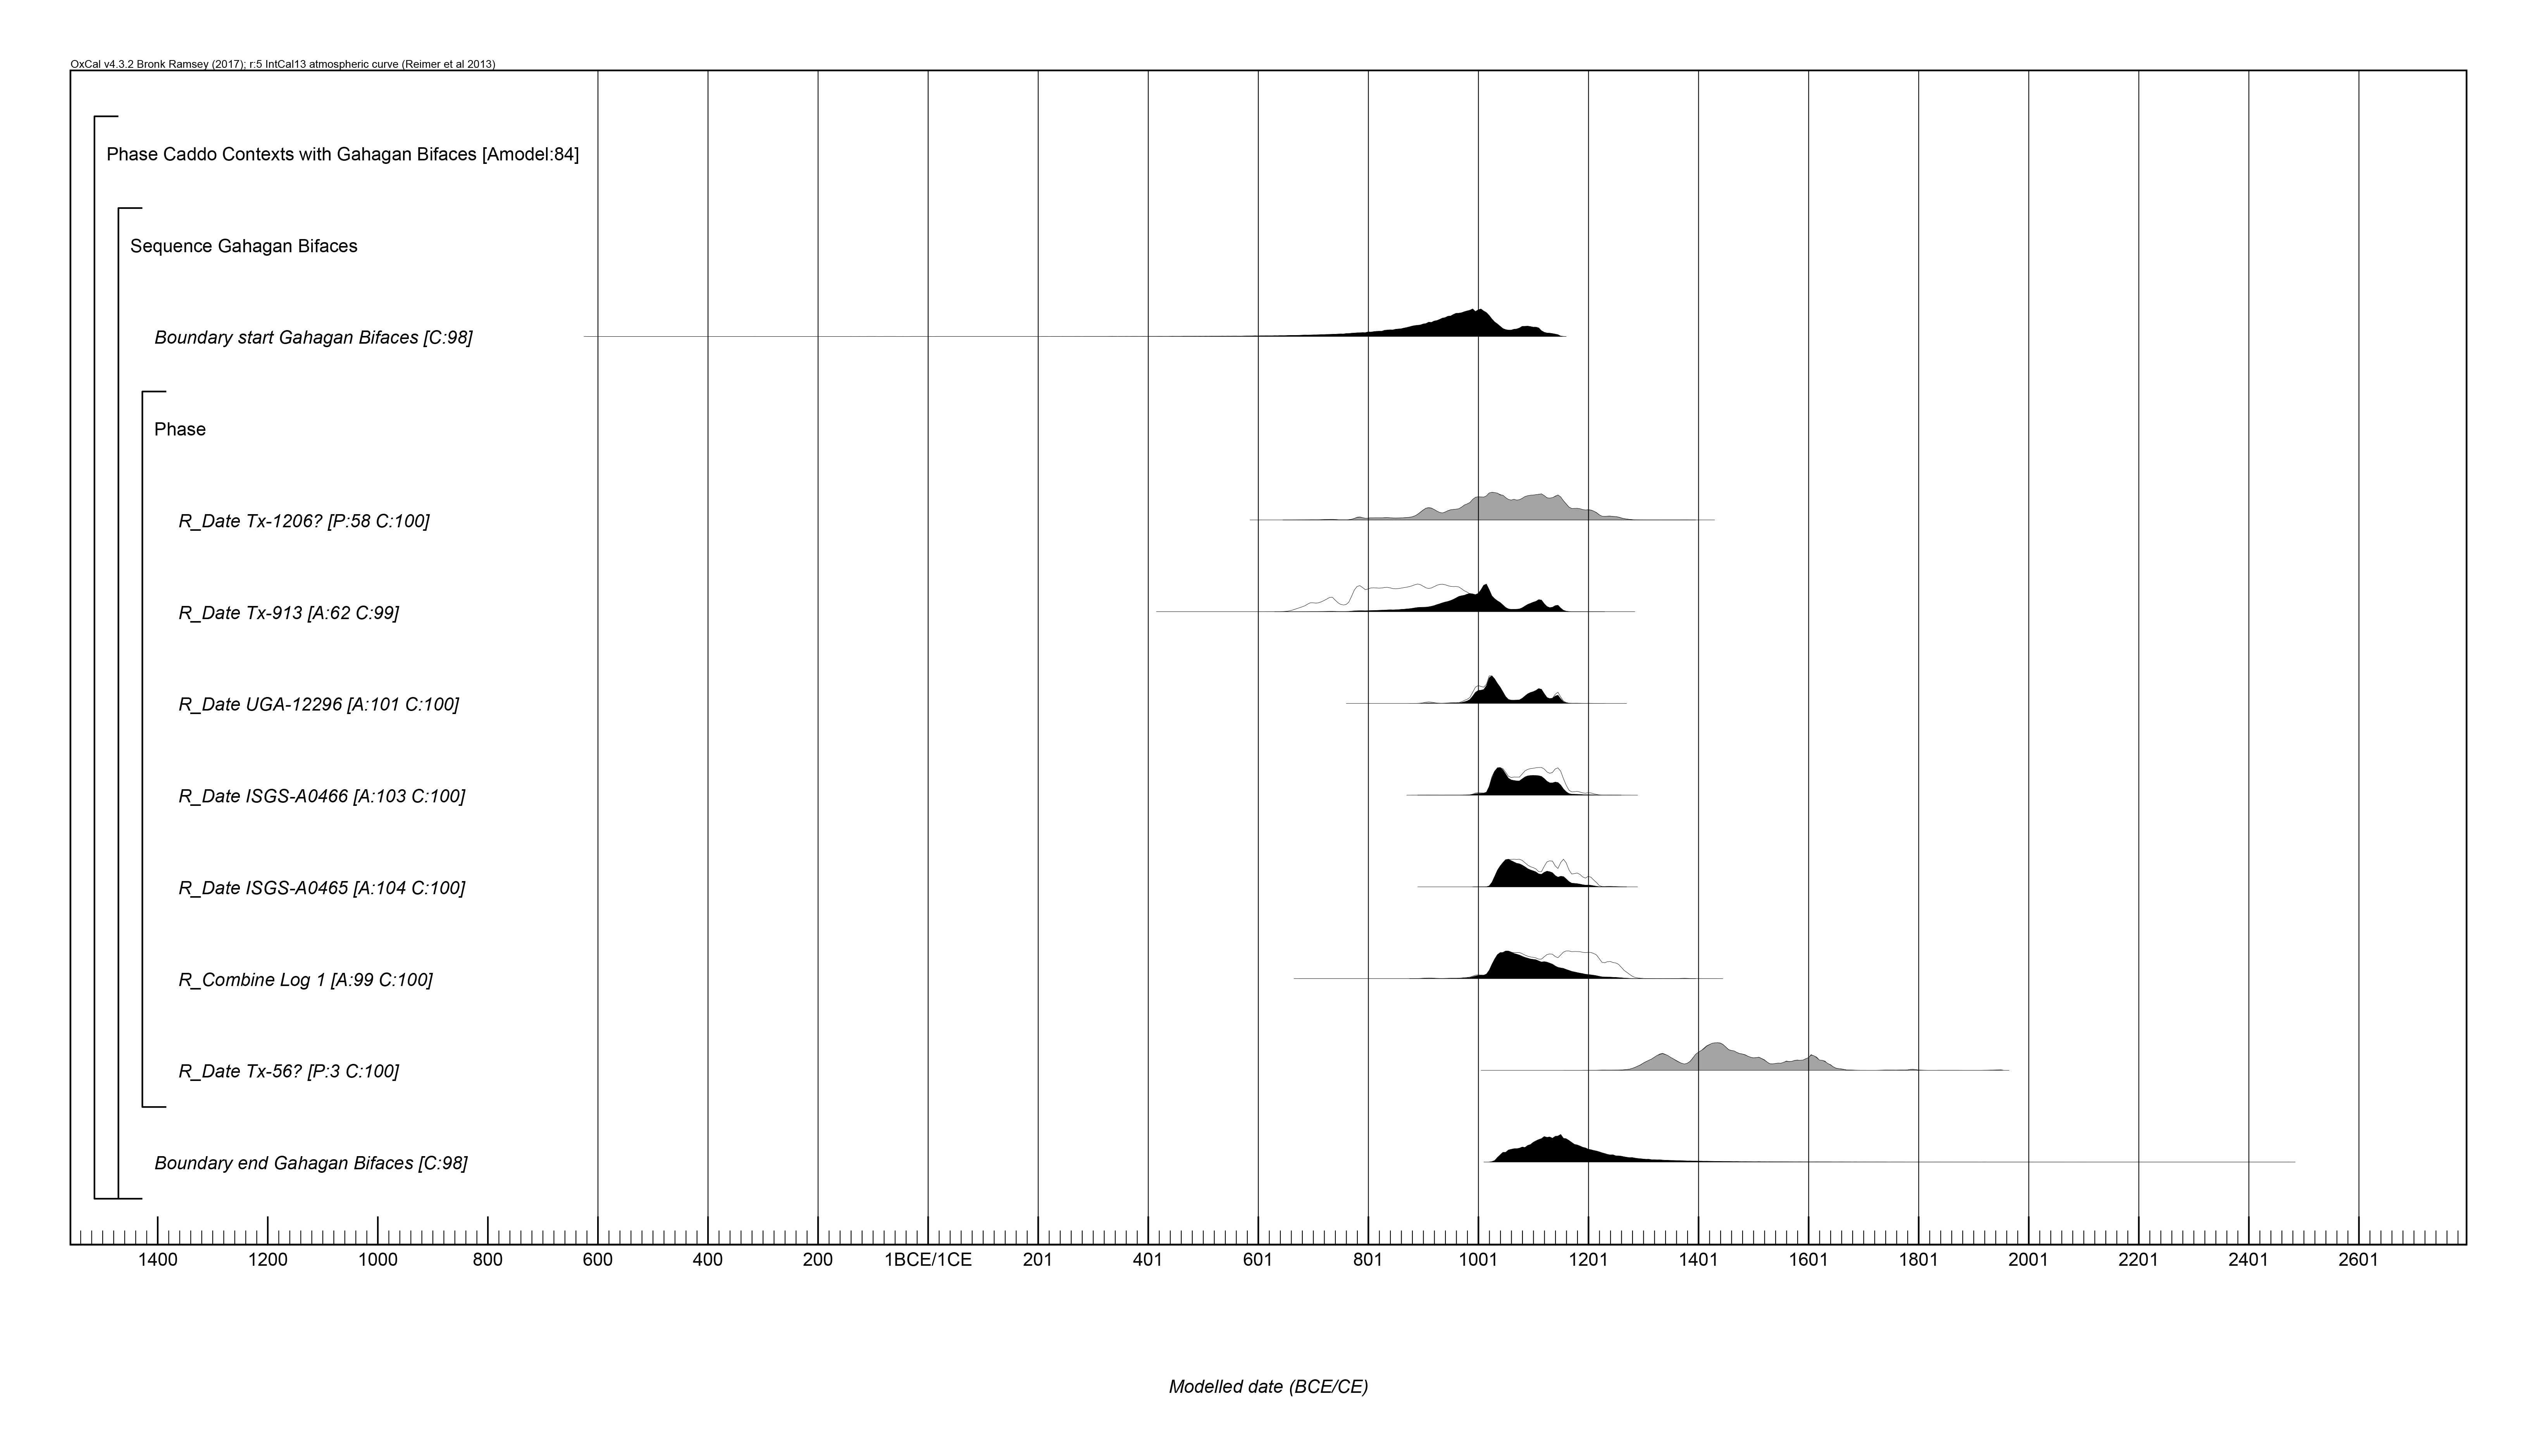 OxCal v4.3.2 Bronk Ramsey (2017); r:5 IntCal13 atmospheric curve (Reimer et al 2013)
Phase Caddo Contexts with Gahagan Bifaces [Amodel:84]
Sequence Gahagan Bifaces
Boundary start Gahagan Bifaces [C:98]
Phase
R_Date Tx-1206? [P:58 C:100]
R_Date Tx-913 [A:62 C:99]
R_Date UGA-12296 [A:101 C:100]
R_Date ISGS-A0466 [A:103 C:100]
R_Date ISGS-A0465 [A:104 C:100]
R_Combine Log 1 [A:99 C:100]
R_Date Tx-56? [P:3 C:100]
Boundary end Gahagan Bifaces [C:98]
1400 1200 1000 800 600 400 200 1BCE/1CE 201 401 601 801 1001 1201 1401 1601 1801 2001 2201 2401 2601
Modelled date (BCE/CE)